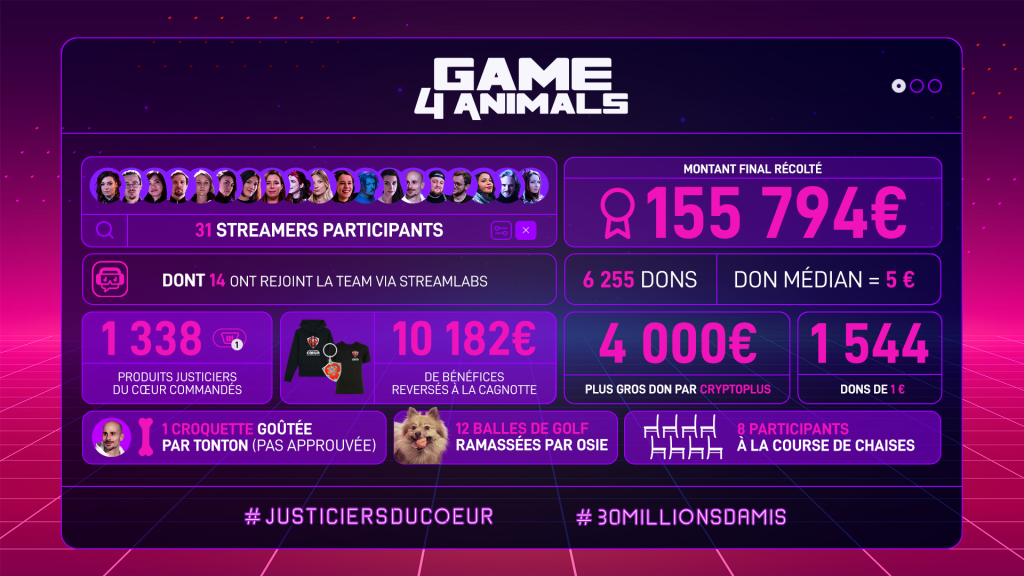 GAME
4 ANIMALS
31 STREAMERS PARTICIPANTS
MONTANT FINAL RÉCOLTÉ
155 794€
DONT 14 ONT REJOINT LA TEAM VIA STREAMLABS
6 255 DONS
DON MÉDIAN = 5 €
1 338
1
PRODUITS JUSTICIERS
DU CŒUR COMMANDÉS
10 182€
DE BÉNÉFICES
REVERSÉS À LA CAGNOTTE
4 000€
PLUS GROS DON PAR CRYPTOPLUS
1 544
DONS DE 1 €
1 CROQUETTE GOÛTÉE
PAR TONTON (PAS APPROUVÉE)
12 BALLES DE GOLF
RAMASSÉES PAR OSIE
8 PARTICIPANTS
À LA COURSE DE CHAISES
#JUSTICIERSDUCOEUR
#30MILLIONSDAMIS